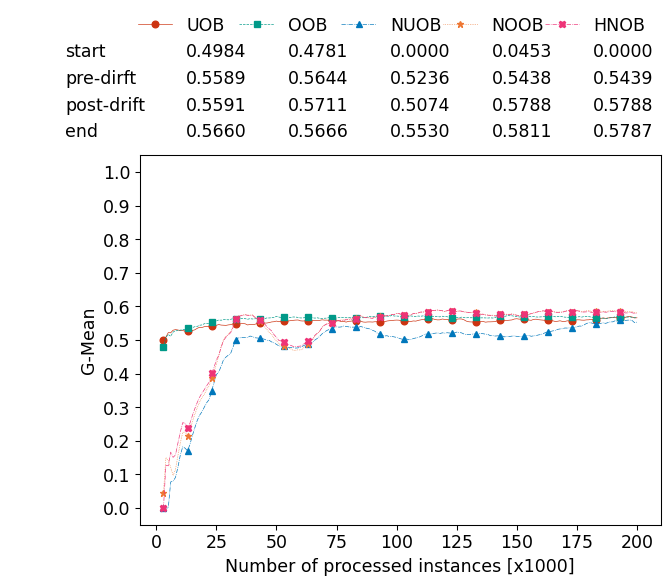 UOB OOB NUOB NOOB HNOB
start 0.4984 0.4781 0.0000 0.0453 0.0000
pre-dirft 0.5589 0.5644 0.5236 0.5438 0.5439
post-drift 0.5591 0.5711 0.5074 0.5788 0.5788
end 0.5660 0.5666 0.5530 0.5811 0.5787
1.0
0.9
0.8
0.7
0.6
0.5
0.4
0.3
0.2
0.1
0.0
G-Mean
0 25 50 75 100 125 150 175 200
Number of processed instances [x1000]